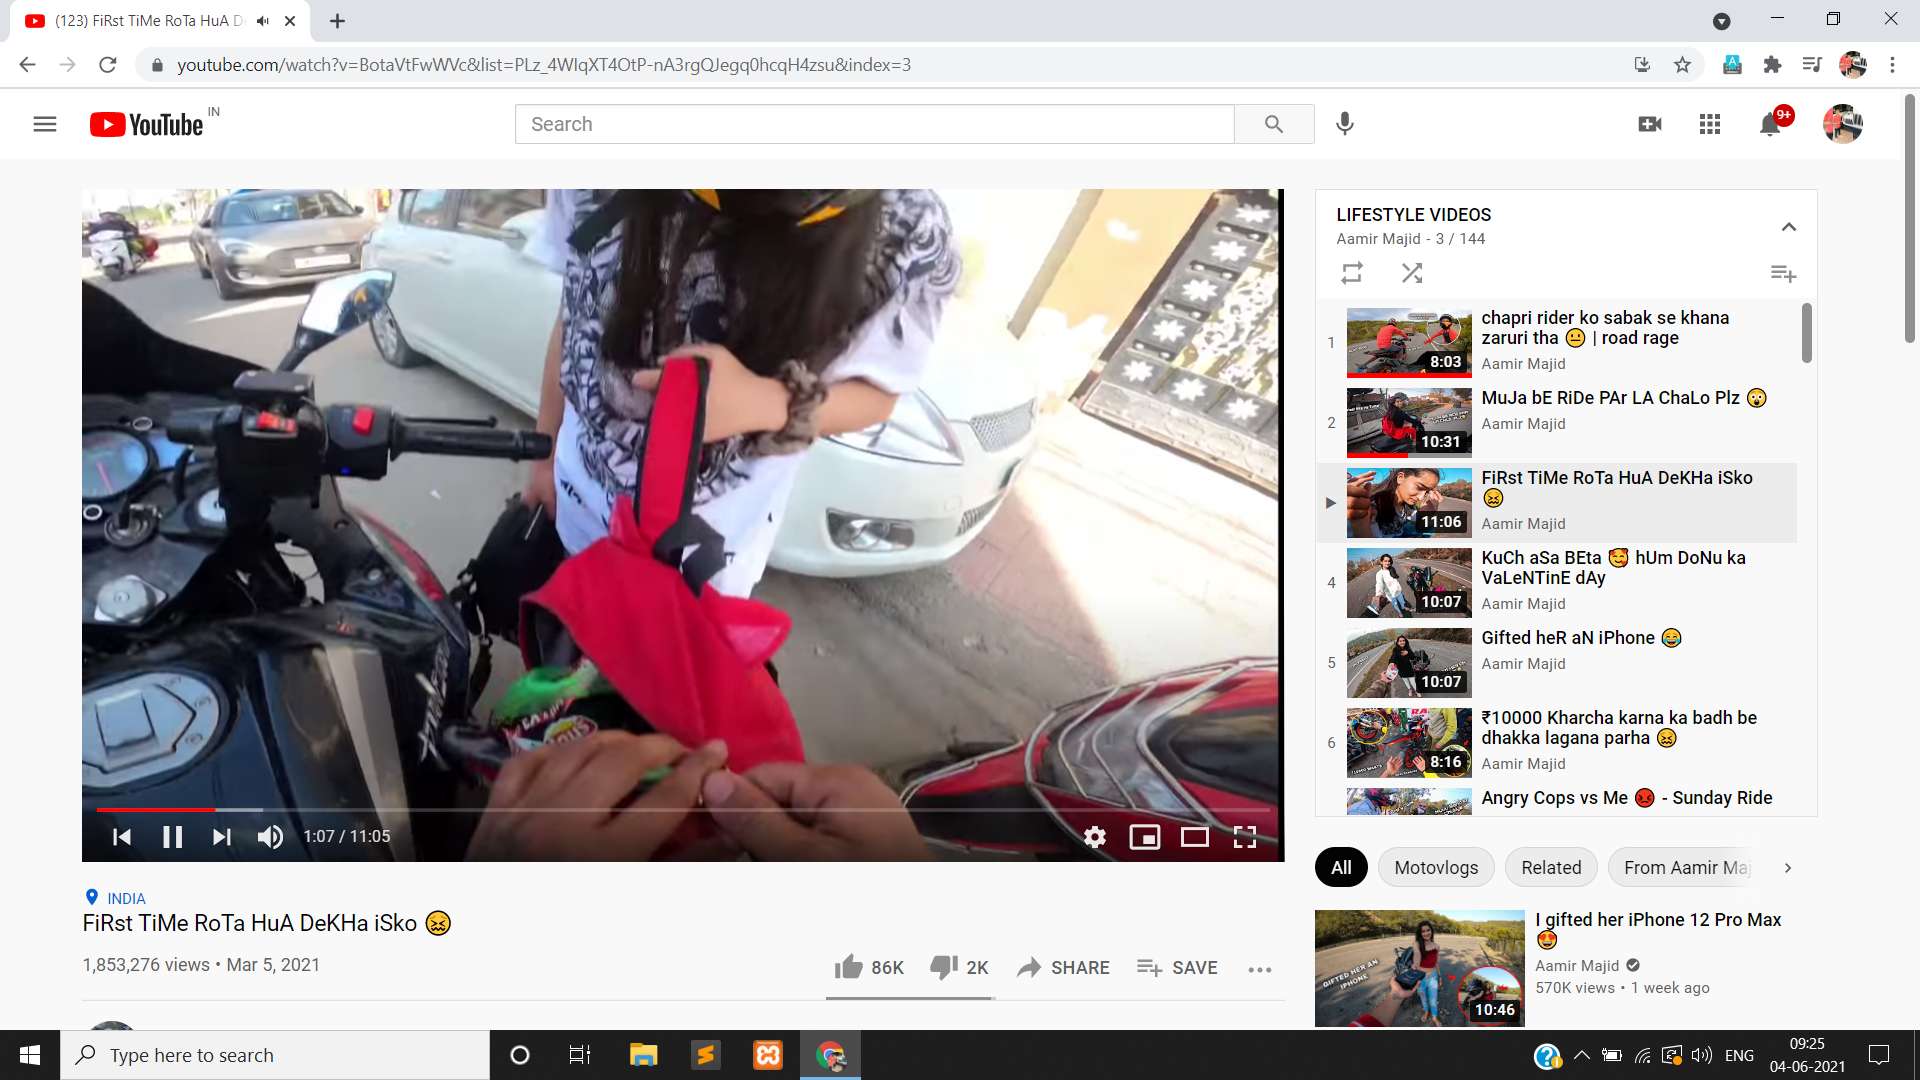 (123) FiRst TiMe RoTa HuA D
youtube.com/watch?v=BotaVtFwWVc&list=PLz_4WlqXT4OtP-nA3rgQJegq0hcqH4zsu&index=3
YouTube IN
Search
9+
LIFESTYLE VIDEOS
Aamir Majid - 3 / 144
1
8:03
chapri rider ko sabak se khana
zaruri tha 😐 | road rage
Aamir Majid
2
10:31
MuJa bE RiDe PAr LA ChaLo Plz 😲
Aamir Majid
11:06
FiRst TiMe RoTa HuA DeKHa iSko
😖
Aamir Majid
4
10:07
KuCh aSa BEta 🥰 hUm DoNu ka
VaLeNTinE dAy
Aamir Majid
5
10:07
Gifted heR aN iPhone 😂
Aamir Majid
6
8:16
₹10000 Kharcha karna ka badh be
dhakka lagana parha 😖
Aamir Majid
Angry Cops vs Me 😡 - Sunday Ride
1:07 / 11:05
INDIA
FiRst TiMe RoTa HuA DeKHa iSko 😖
1,853,276 views • Mar 5, 2021
86K
2K
SHARE
SAVE
All
Motovlogs
Related
From Aamir Maj
GIFTED HER AN
IPHONE
10:46
I gifted her iPhone 12 Pro Max
😍
Aamir Majid
570K views • 1 week ago
Type here to search
ENG
09:25
04-06-2021